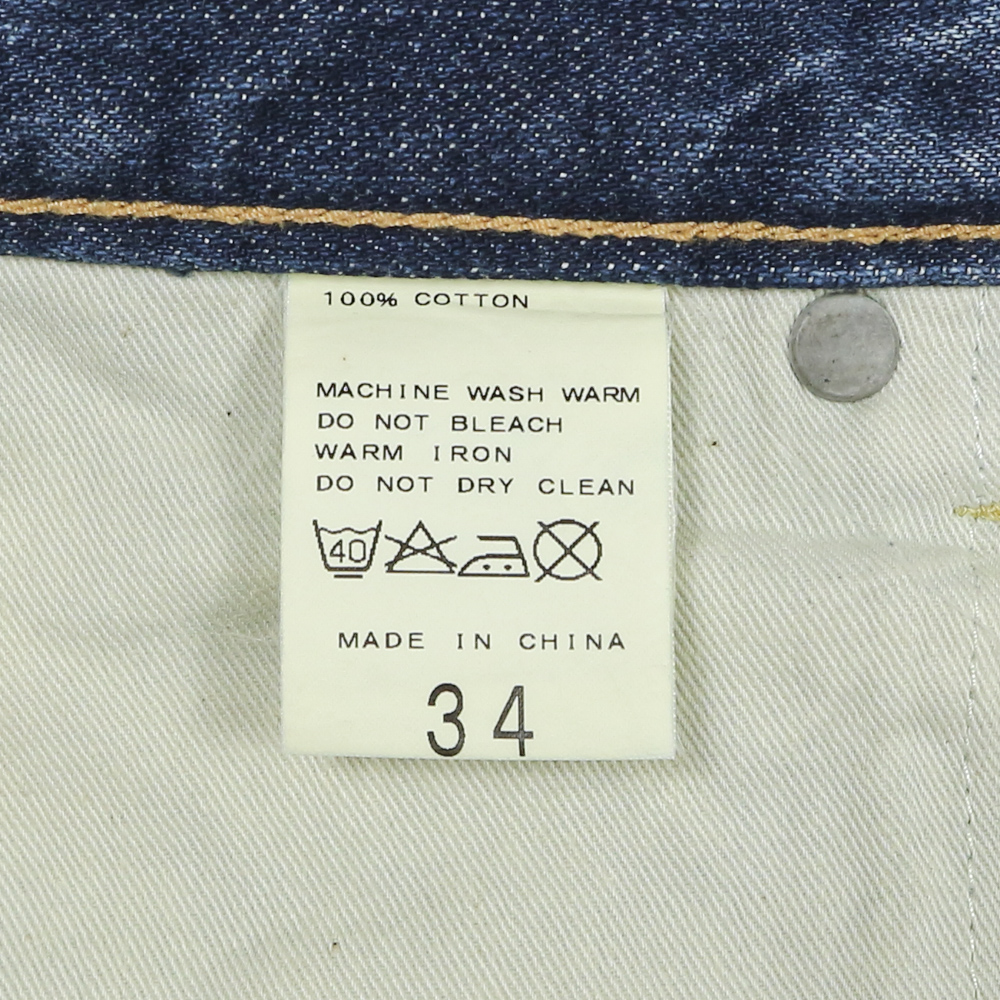 100% COTTON
MACHINE WASH WARM
DO NOT BLEACH
WARM IRON
DO NOT DRY CLEAN
40
MADE IN CHINA
34